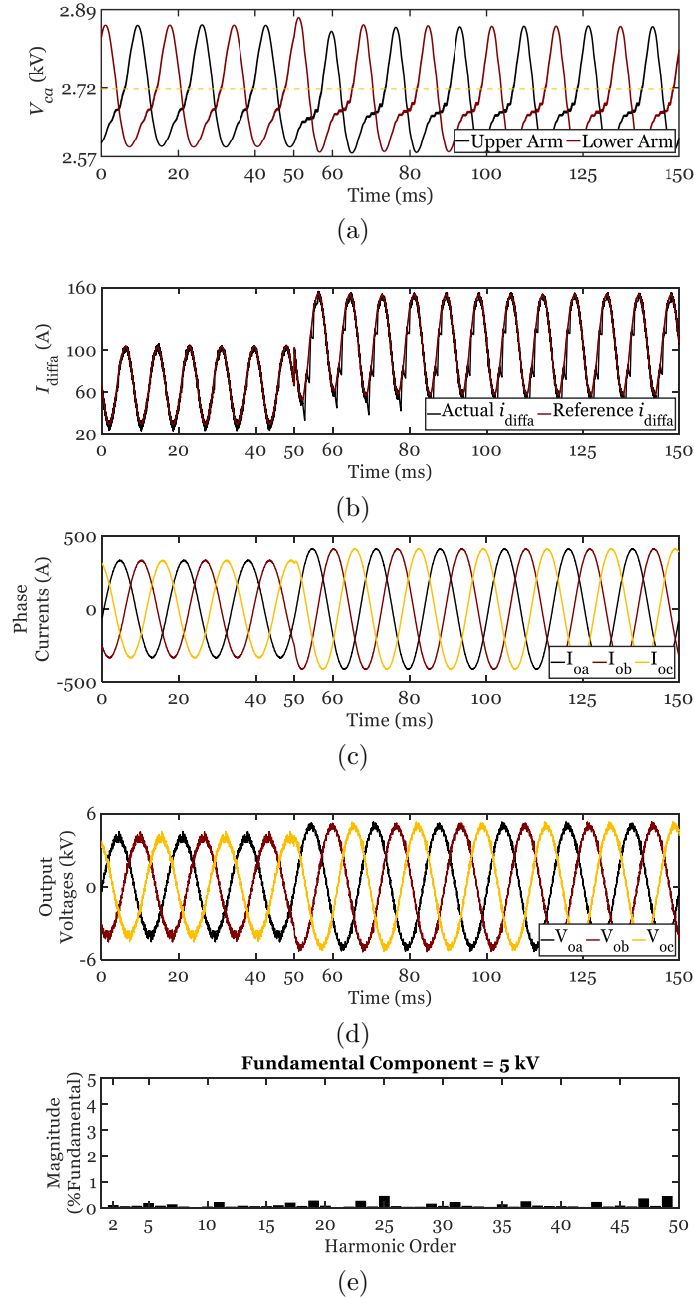 2.89
2.72
2.57
V_ca (kV)
Upper Arm Lower Arm
0 20 40 50 60 80 100 125 150
Time (ms)
(a)
160
100
60
20
I_diffa (A)
Actual i_diffa Reference i_diffa
0 20 40 50 60 80 100 125 150
Time (ms)
(b)
500
0
-500
Phase
Currents (A)
I_oa I_ob I_oc
0 20 40 50 60 80 100 125 150
Time (ms)
(c)
6
0
-6
Output
Voltages (kV)
V_oa V_ob V_oc
0 20 40 50 60 80 100 125 150
Time (ms)
(d)
Fundamental Component = 5 kV
5
4
3
2
1
0
Magnitude
(%Fundamental)
2 5 10 15 20 25 30 35 40 45 50
Harmonic Order
(e)